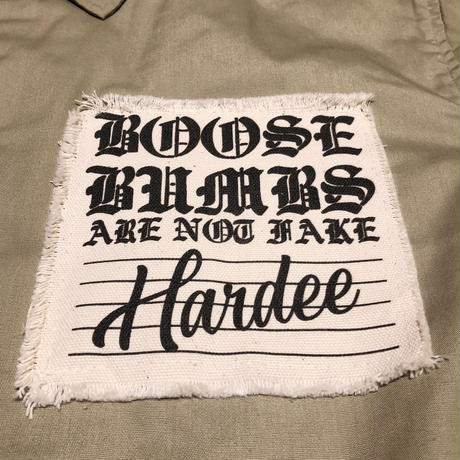 BOOSE
BUMBS
ARE NOT FAKE
Hardee